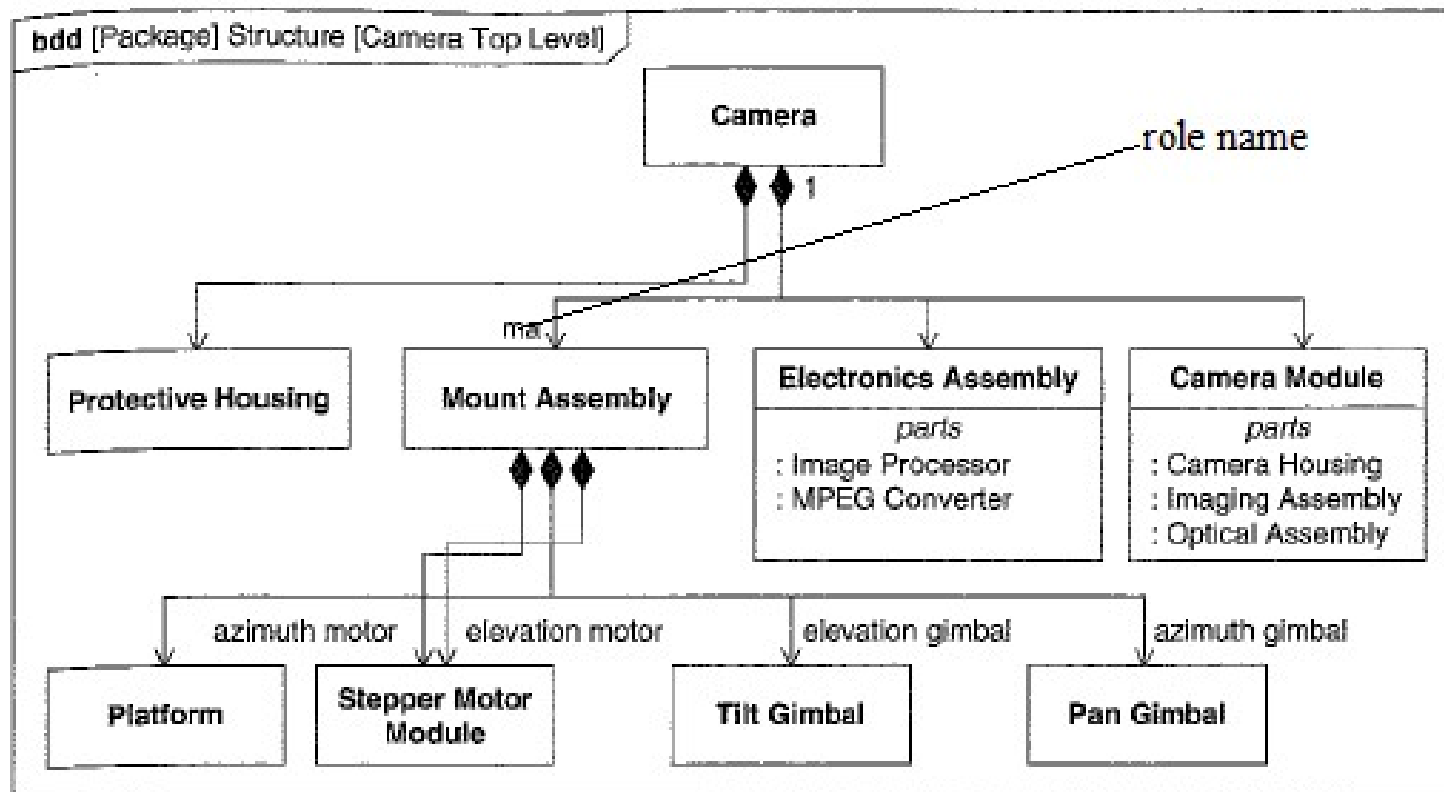 bdd [Package] Structure [Camera Top Level]
Camera
role name
1
ma
Protective Housing
Mount Assembly
Electronics Assembly
parts
: Image Processor
: MPEG Converter
Camera Module
parts
: Camera Housing
: Imaging Assembly
: Optical Assembly
azimuth motor
elevation motor
elevation gimbal
azimuth gimbal
Platform
Stepper Motor
Module
Tilt Gimbal
Pan Gimbal